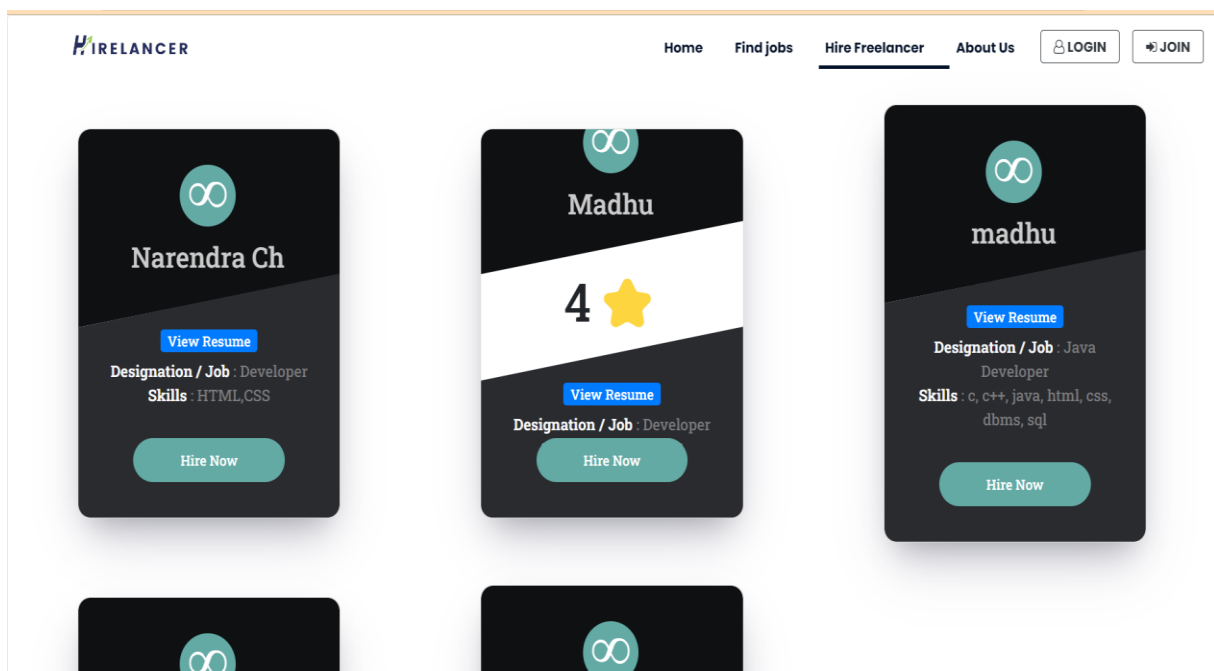 HIRELANCER
Home Find jobs Hire Freelancer About Us LOGIN JOIN
Narendra Ch
View Resume
Designation / Job : Developer
Skills : HTML,CSS
Hire Now
Madhu
4
View Resume
Designation / Job : Developer
Hire Now
madhu
View Resume
Designation / Job : Java
Developer
Skills : c, c++, java, html, css,
dbms, sql
Hire Now